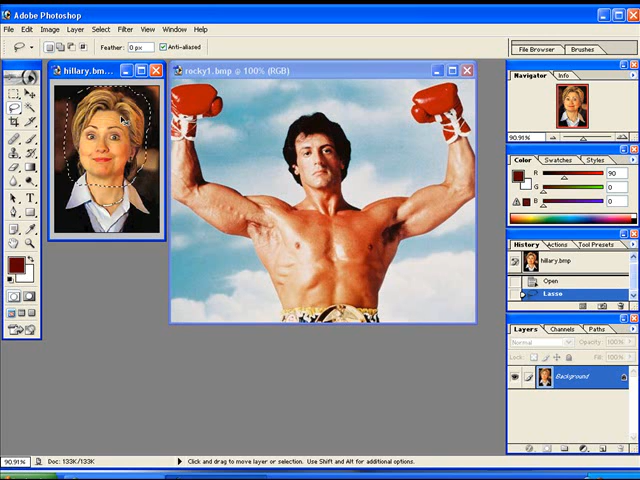 Adobe Photoshop
File Edit Image Layer Select Filter View Window Help
Feather: 0 px Anti-aliased File Browser Brushes
hillary.bm... rocky1.bmp @ 100% (RGB)
Navigator Info
90.91%
Color Swatches Styles
R 90
G 0
B 0
History Actions Tool Presets
hillary.bmp
Open
Lasso
Layers Channels Paths
Normal Opacity: 100%
Lock: Fill: 100%
Background
90.91% Doc: 133K/133K Click and drag to move layer or selection. Use Shift and Alt for additional options.